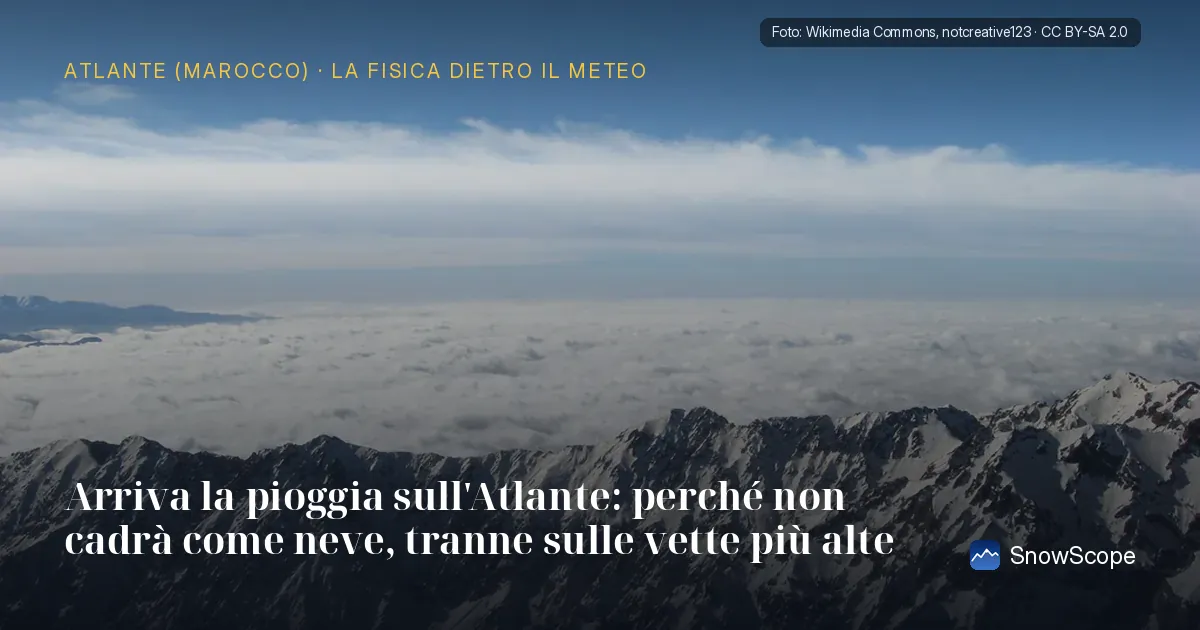 Foto: Wikimedia Commons, notcreative123 · CC BY-SA 2.0
ATLANTE (MAROCCO) · LA FISICA DIETRO IL METEO
Arriva la pioggia sull'Atlante: perché non
cadrà come neve, tranne sulle vette più alte
SnowScope